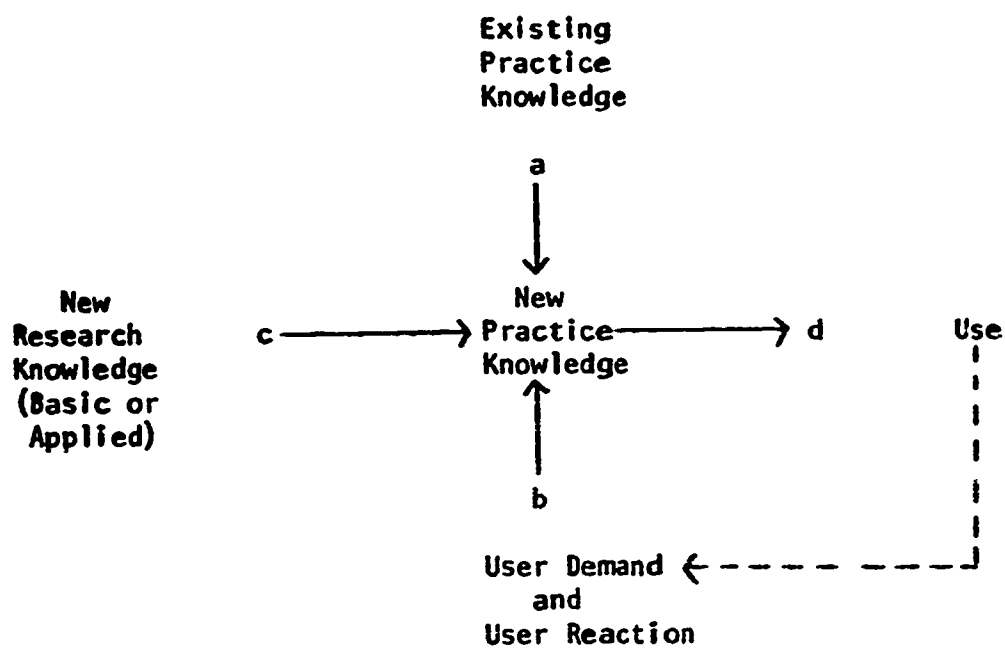 Existing
Practice
Knowledge
a
New
Research
Knowledge
(Basic or
Applied)
c
New
Practice
Knowledge
d
Use
b
User Demand
and
User Reaction